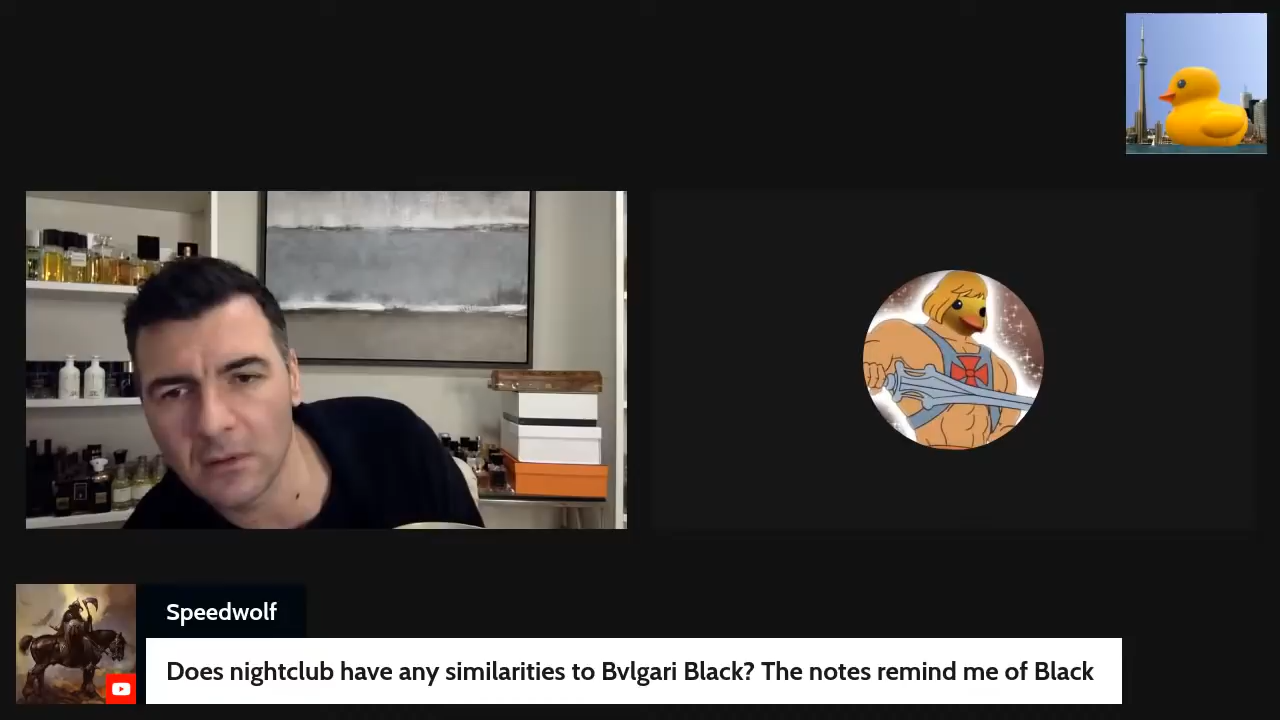 Speedwolf
Does nightclub have any similarities to Bvlgari Black? The notes remind me of Black